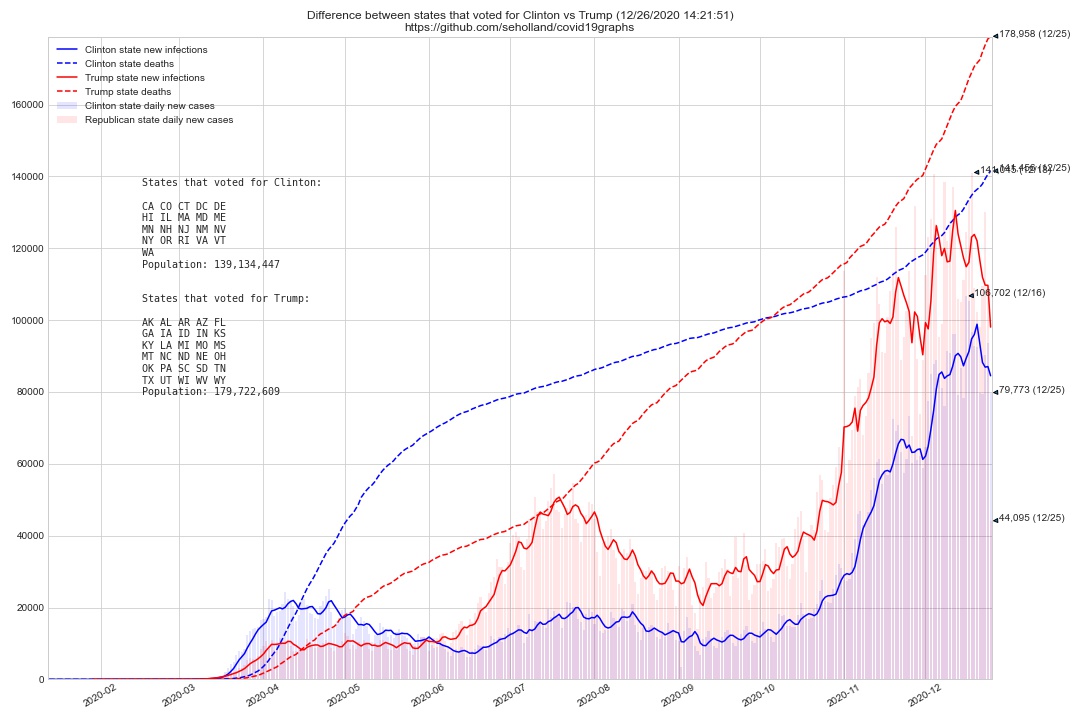 Difference between states that voted for Clinton vs Trump (12/26/2020 14:21:51)
https://github.com/seholland/covid19graphs
Clinton state new infections
Clinton state deaths
Trump state new infections
Trump state deaths
Clinton state daily new cases
Republican state daily new cases
178,958 (12/25)
160000
140000
120000
100000
80000
60000
40000
20000
0
States that voted for Clinton:
CA CO CT DC DE
HI IL MA MD ME
MN NH NJ NM NV
NY OR RI VA VT
WA
Population: 139,134,447
States that voted for Trump:
AK AL AR AZ FL
GA IA ID IN KS
KY LA MI MO MS
MT NC ND NE OH
OK PA SC SD TN
TX UT WI WV WY
Population: 179,722,609
(12/25)
106,702 (12/16)
79,773 (12/25)
44,095 (12/25)
2020-02
2020-03
2020-04
2020-05
2020-06
2020-07
2020-08
2020-09
2020-10
2020-11
2020-12